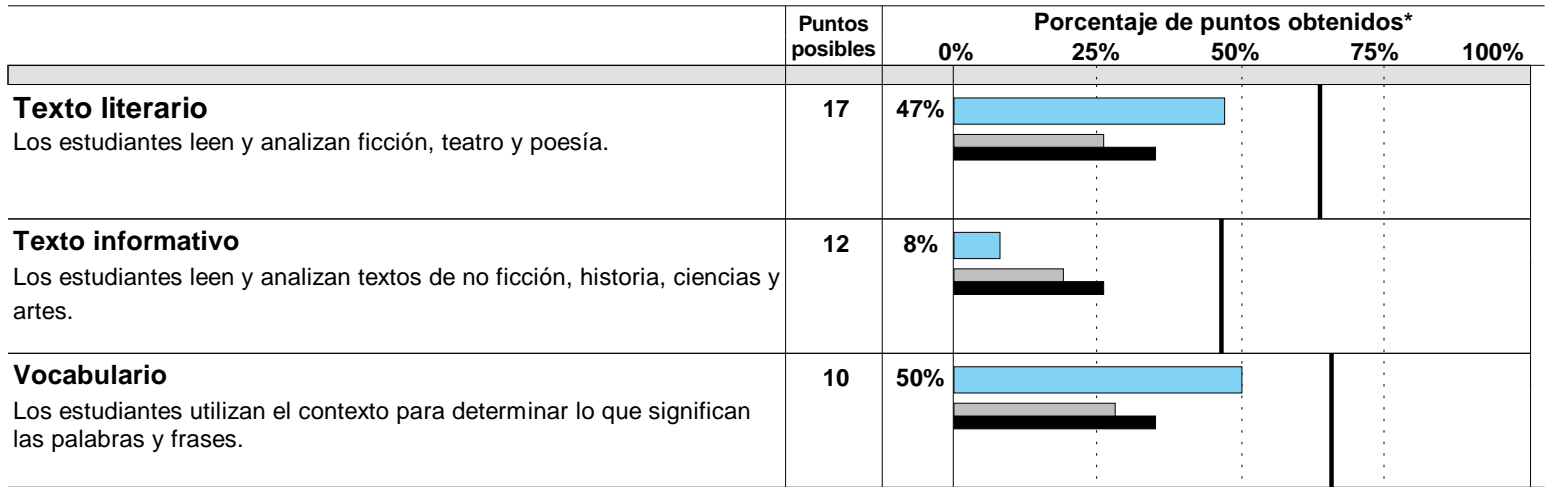 Puntos posibles
Porcentaje de puntos obtenidos*
0% 25% 50% 75% 100%
Texto literario 17 47%
Los estudiantes leen y analizan ficción, teatro y poesía.
Texto informativo 12 8%
Los estudiantes leen y analizan textos de no ficción, historia, ciencias y
artes.
Vocabulario 10 50%
Los estudiantes utilizan el contexto para determinar lo que significan
las palabras y frases.